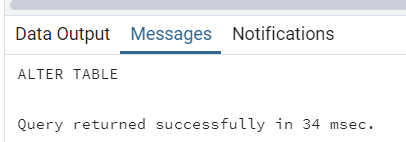 Data Output Messages Notifications
ALTER TABLE
Query returned successfully in 34 msec.